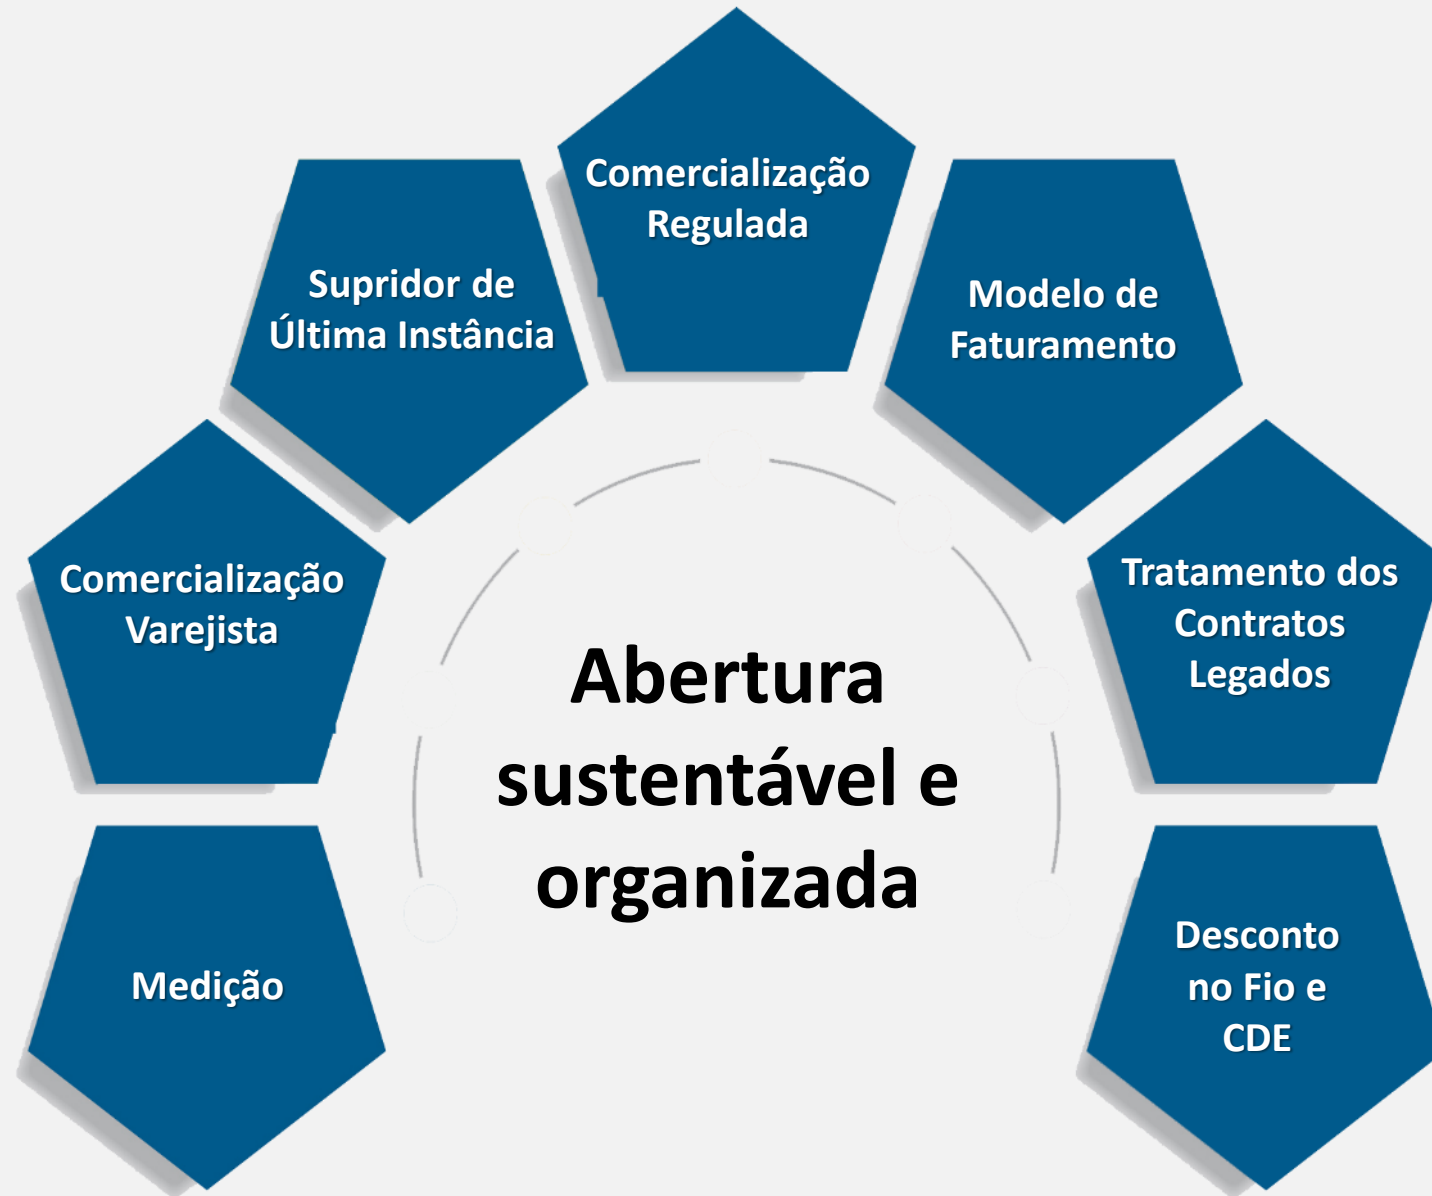 Comercialização
Regulada
Supridor de
Última Instância
Modelo de
Faturamento
Comercialização
Varejista
Tratamento dos
Contratos
Legados
Abertura
sustentável e
organizada
Medição
Desconto
no Fio e
CDE